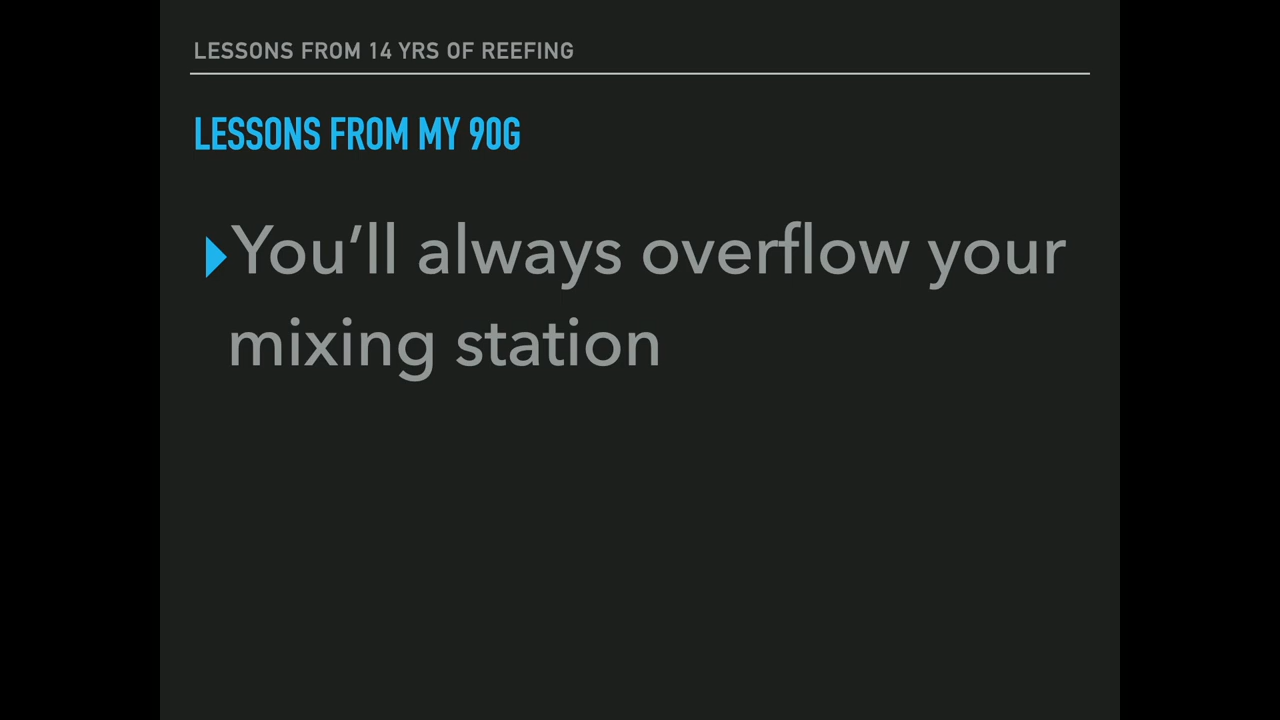 LESSONS FROM 14 YRS OF REEFING
LESSONS FROM MY 90G
You’ll always overflow your
mixing station